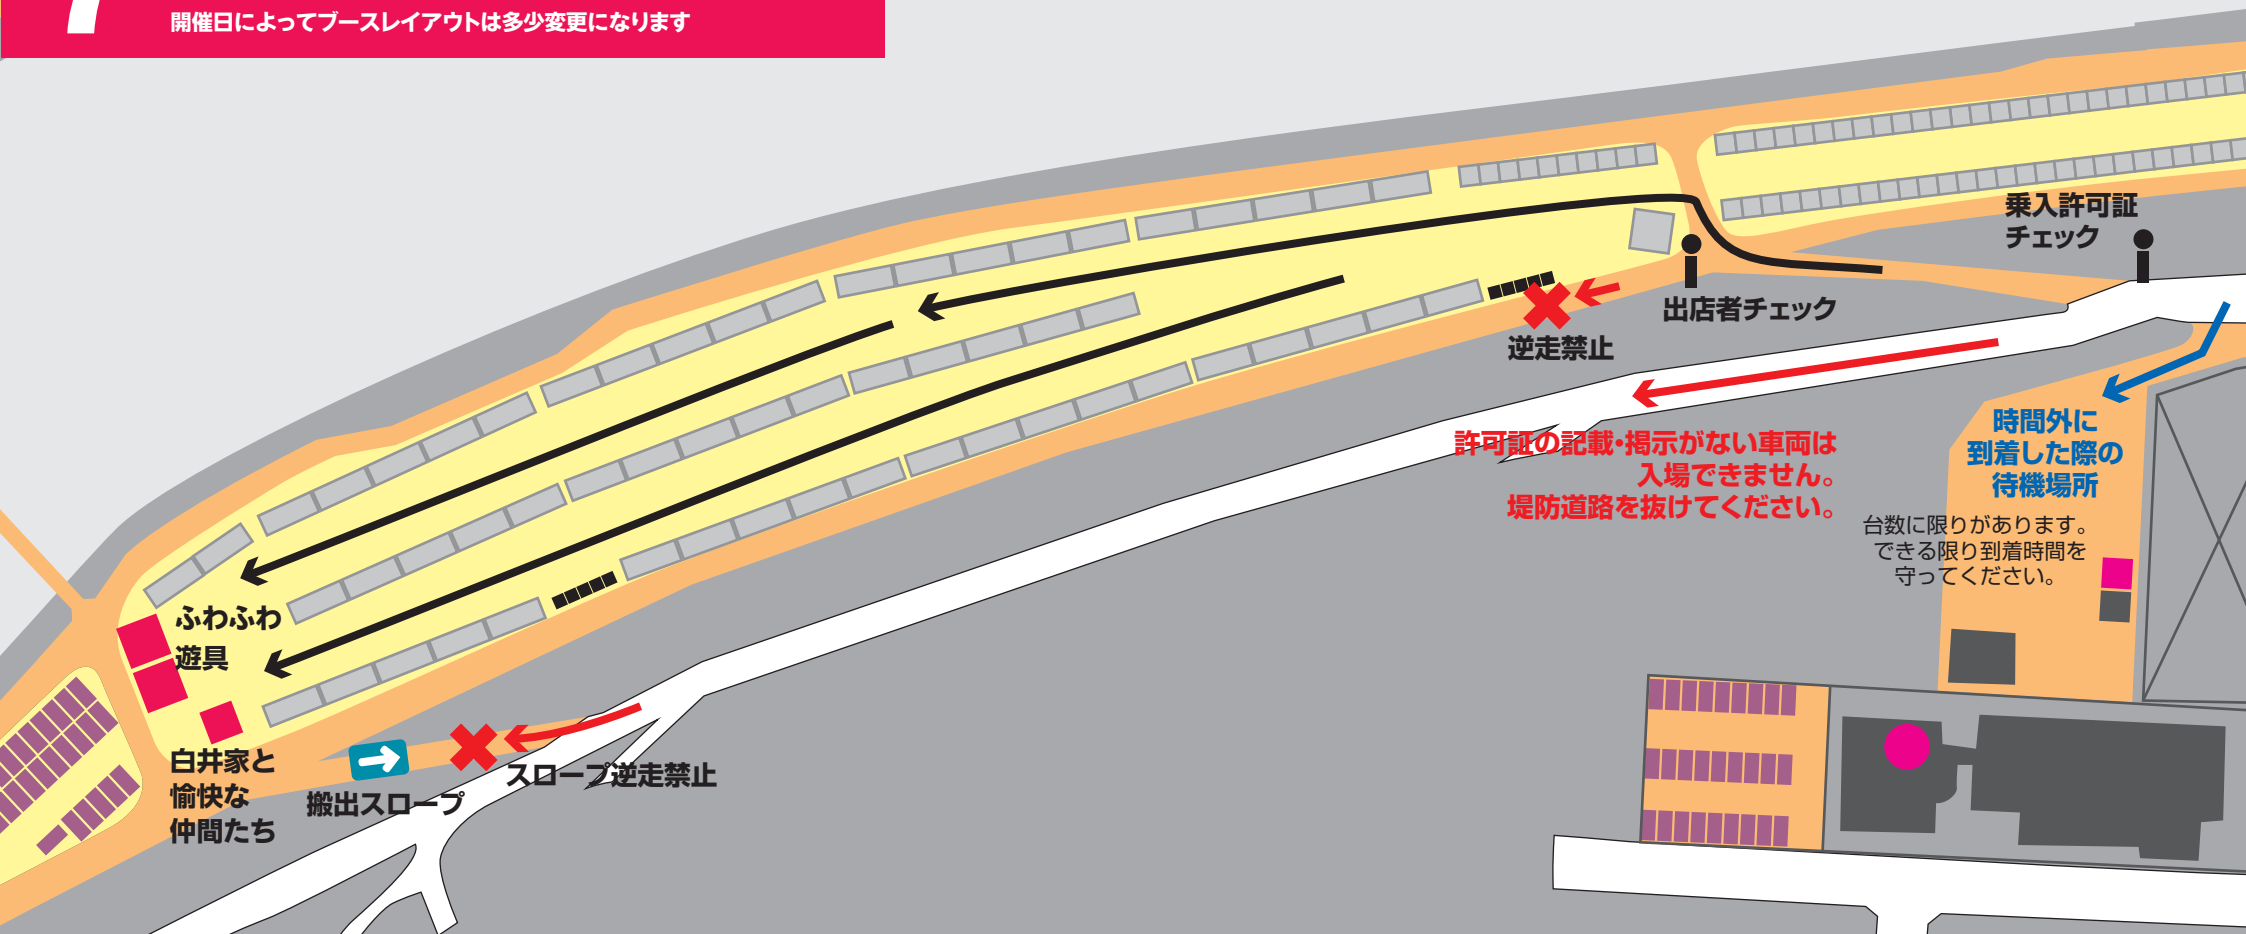 開催日によってブースレイアウトは多少変更になります
乗入許可証
チェック
出店者チェック
逆走禁止
許可証の記載・掲示がない車両は
入場できません。
堤防道路を抜けてください。
時間外に
到着した際の
待機場所
台数に限りがあります。
できる限り到着時間を
守ってください。
ふわふわ
遊具
白井家と
愉快な
仲間たち
搬出スロープ
スロープ逆走禁止